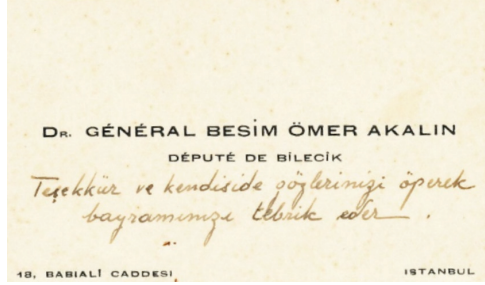 DR. GÉNÉRAL BESİM ÖMER AKALIN
DÉPUTÉ DE BİLECİK
Teşekkür ve kendiside gözlerinizi öperek
bayramınızı tebrik eder.
18, BABIALİ CADDESI
ISTANBUL